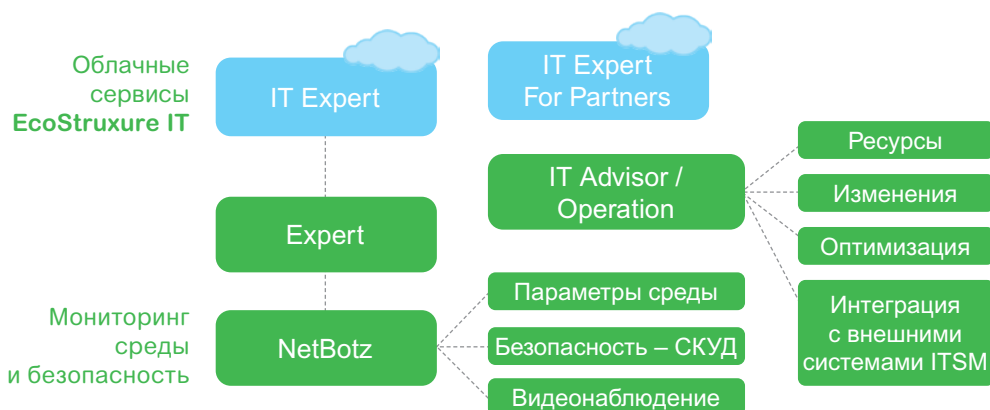 Облачные
сервисы
EcoStruxure IT
IT Expert
IT Expert
For Partners
IT Advisor /
Operation
Ресурсы
Изменения
Оптимизация
Интеграция
с внешними
системами ITSM
Expert
Мониторинг
среды
и безопасность
NetBotz
Параметры среды
Безопасность – СКУД
Видеонаблюдение